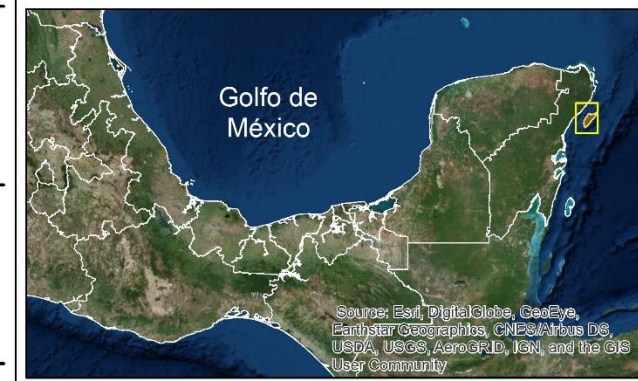 Golfo de
México
Source: Esri, DigitalGlobe, GeoEye,
Earthstar Geographics, CNES/Airbus DS,
USDA, USGS, AeroGRID, IGN, and the GIS
User Community